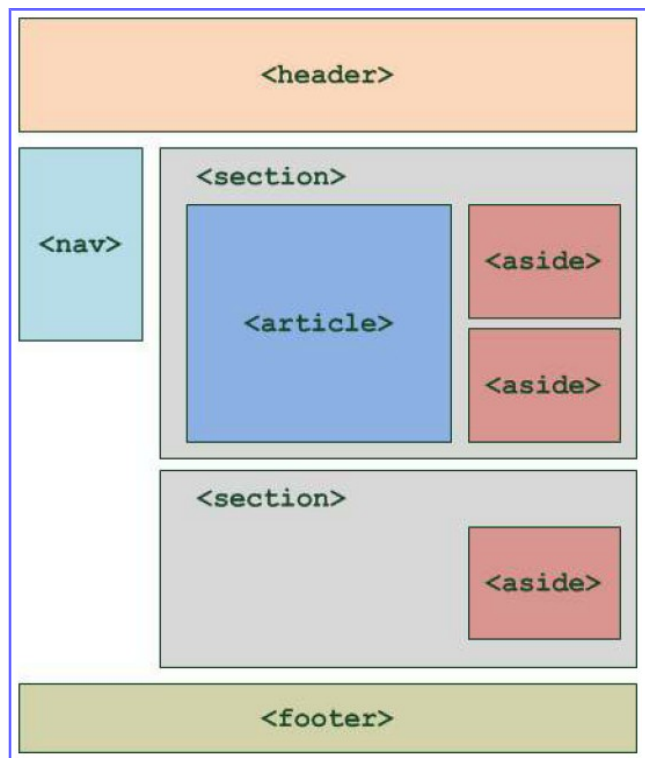 <header>
<nav>
<section>
<article>
<aside>
<aside>
<section>
<aside>
<footer>